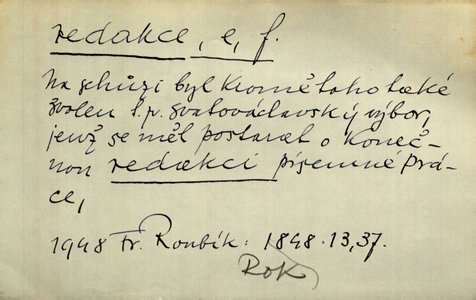 redakce, e, f.
Na schůzi byl kromě toho také
zvolen t. zv. svatováclavský výbor,
jenž se měl postarat o koneč-
nou redakci písemné prá-
ce,
1948 Fr. Roubík: 1848.13,37.
Rok